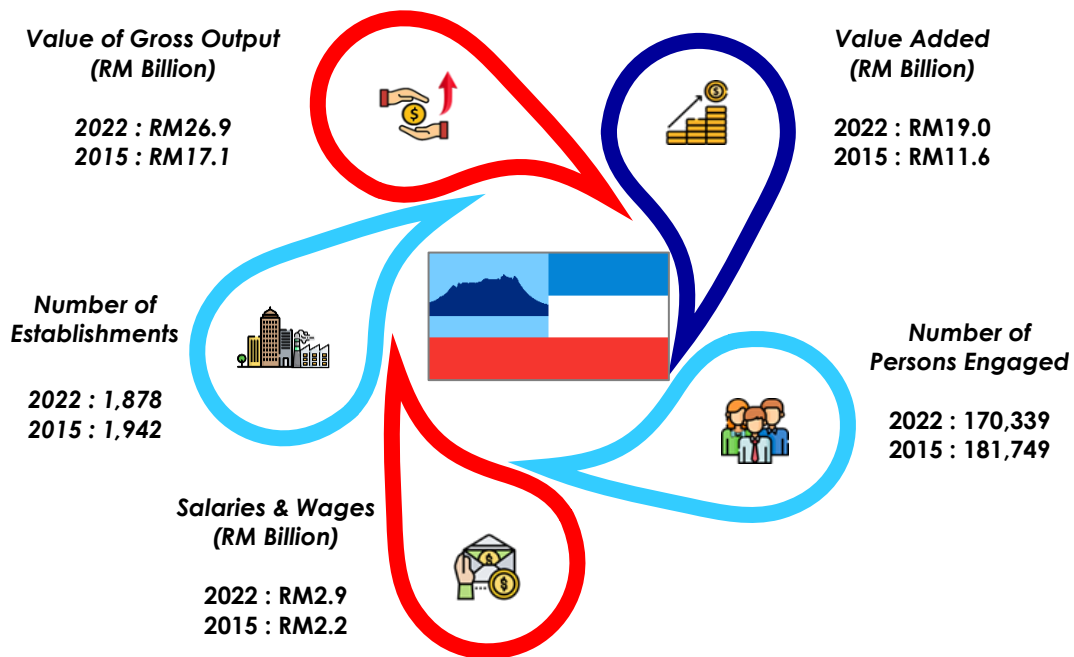 Value of Gross Output
(RM Billion)
2022 : RM26.9
2015 : RM17.1
Value Added
(RM Billion)
2022 : RM19.0
2015 : RM11.6
Number of
Establishments
2022 : 1,878
2015 : 1,942
Number of
Persons Engaged
2022 : 170,339
2015 : 181,749
Salaries & Wages
(RM Billion)
2022 : RM2.9
2015 : RM2.2